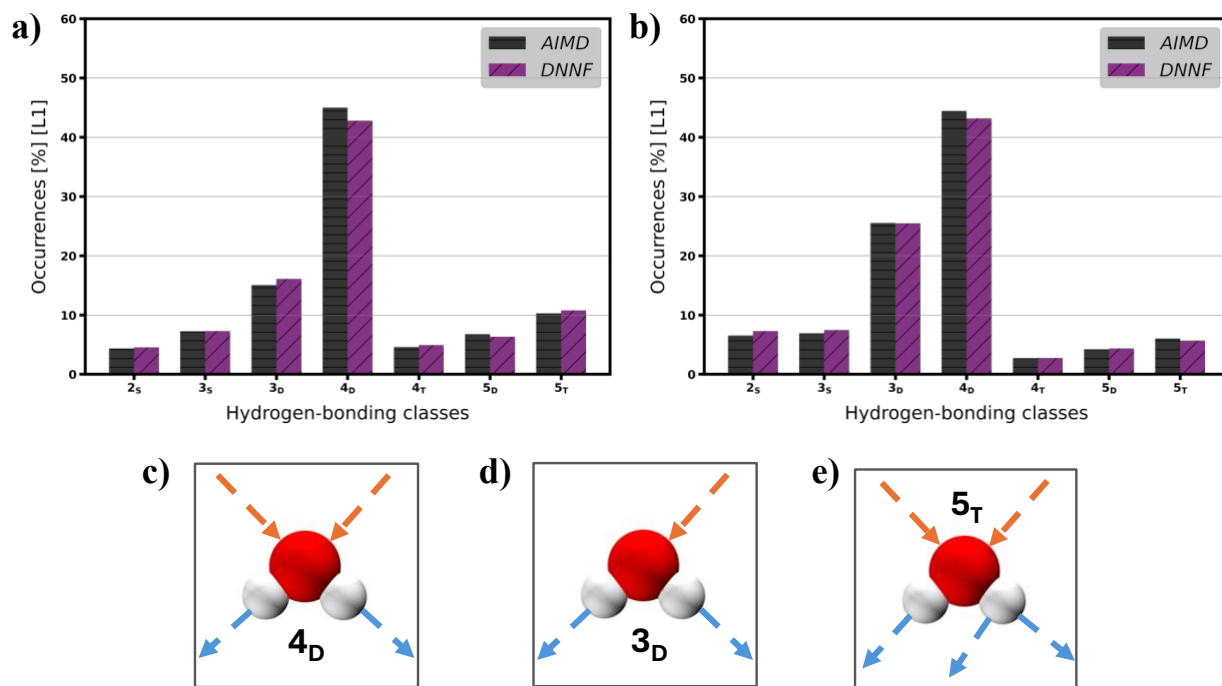 a)
60
50
40
30
20
10
0
Occurrences [%] [L1]
AIMD
DNNF
2S 3S 3D 4D 4T 5D 5T
Hydrogen-bonding classes
b)
60
50
40
30
20
10
0
Occurrences [%] [L1]
AIMD
DNNF
2S 3S 3D 4D 4T 5D 5T
Hydrogen-bonding classes
c)
4D
d)
3D
e)
5T